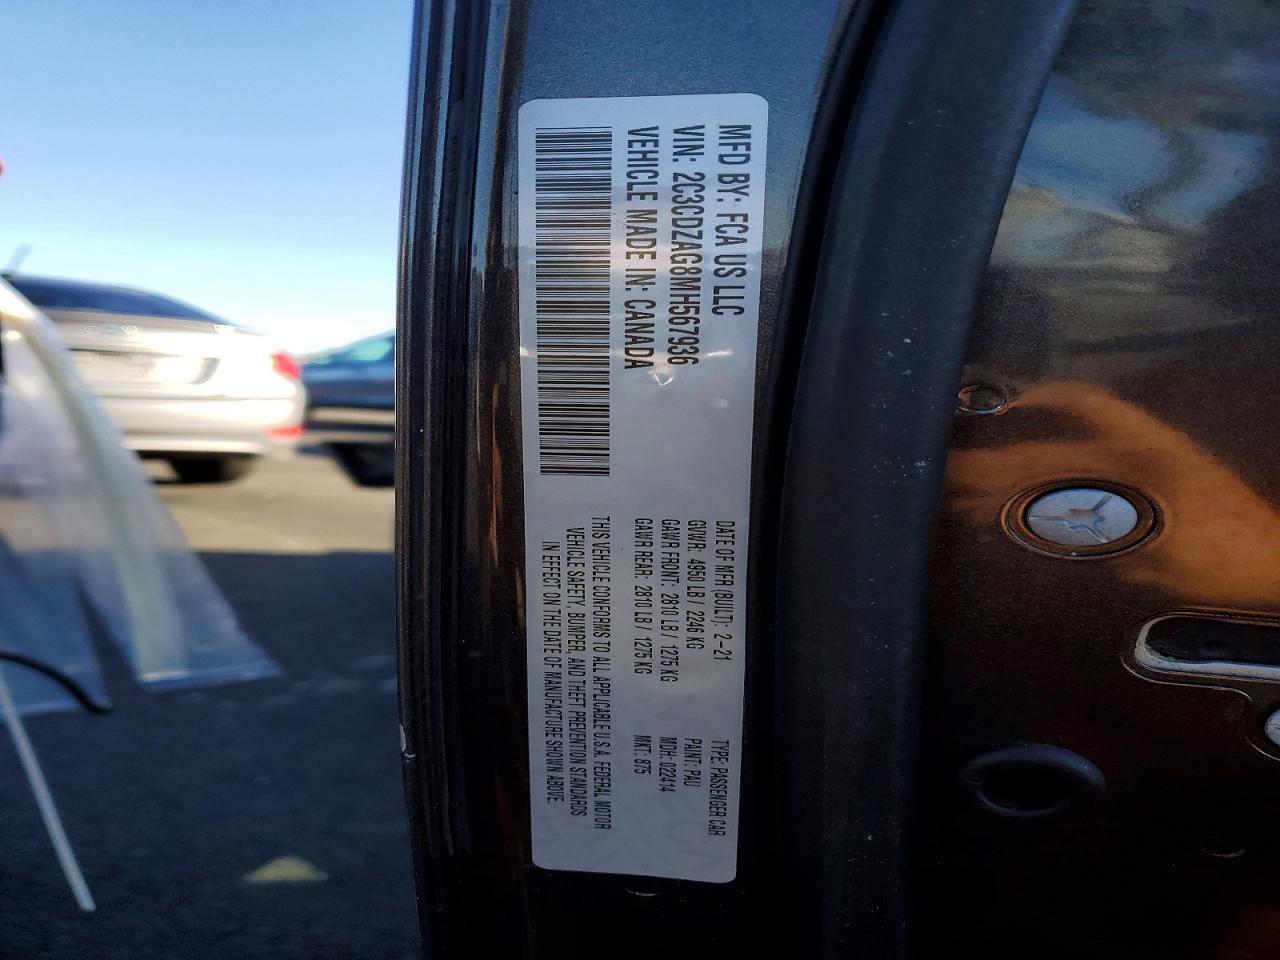 MFD BY: FCA US LLC
VIN: 2C3CDZAG8MH567936
VEHICLE MADE IN: CANADA
DATE OF MFR (BUILT): 2-21
GVWR: 4950 LB / 2246 KG
GAWR FRONT: 2810 LB / 1275 KG
GAWR REAR: 2810 LB / 1275 KG
TYPE: PASSENGER CAR
PAINT: PAU
MDH: 022414
MKT: 875
THIS VEHICLE CONFORMS TO ALL APPLICABLE U.S.A. FEDERAL MOTOR
VEHICLE SAFETY, BUMPER, AND THEFT PREVENTION STANDARDS
IN EFFECT ON THE DATE OF MANUFACTURE SHOWN ABOVE.